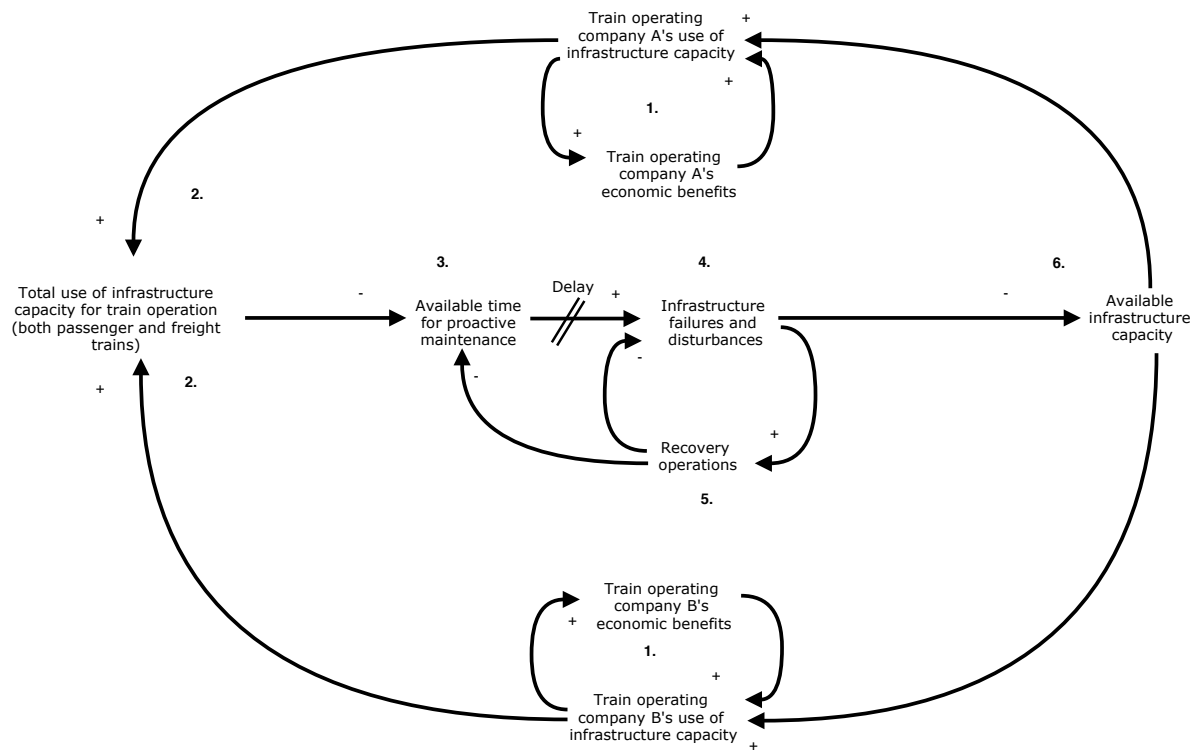 Train operating
company A's use of
infrastructure capacity
+
+
1.
+
Train operating
company A's
economic benefits
2.
+
3.
4.
6.
Total use of infrastructure
capacity for train operation
(both passenger and freight
trains)
-
Available time
for proactive
maintenance
Delay
+
Infrastructure
failures and
disturbances
-
Available
infrastructure
capacity
+
2.
-
-
+
Recovery
operations
5.
Train operating
company B's
economic benefits
+
1.
+
Train operating
company B's use of
infrastructure capacity
+